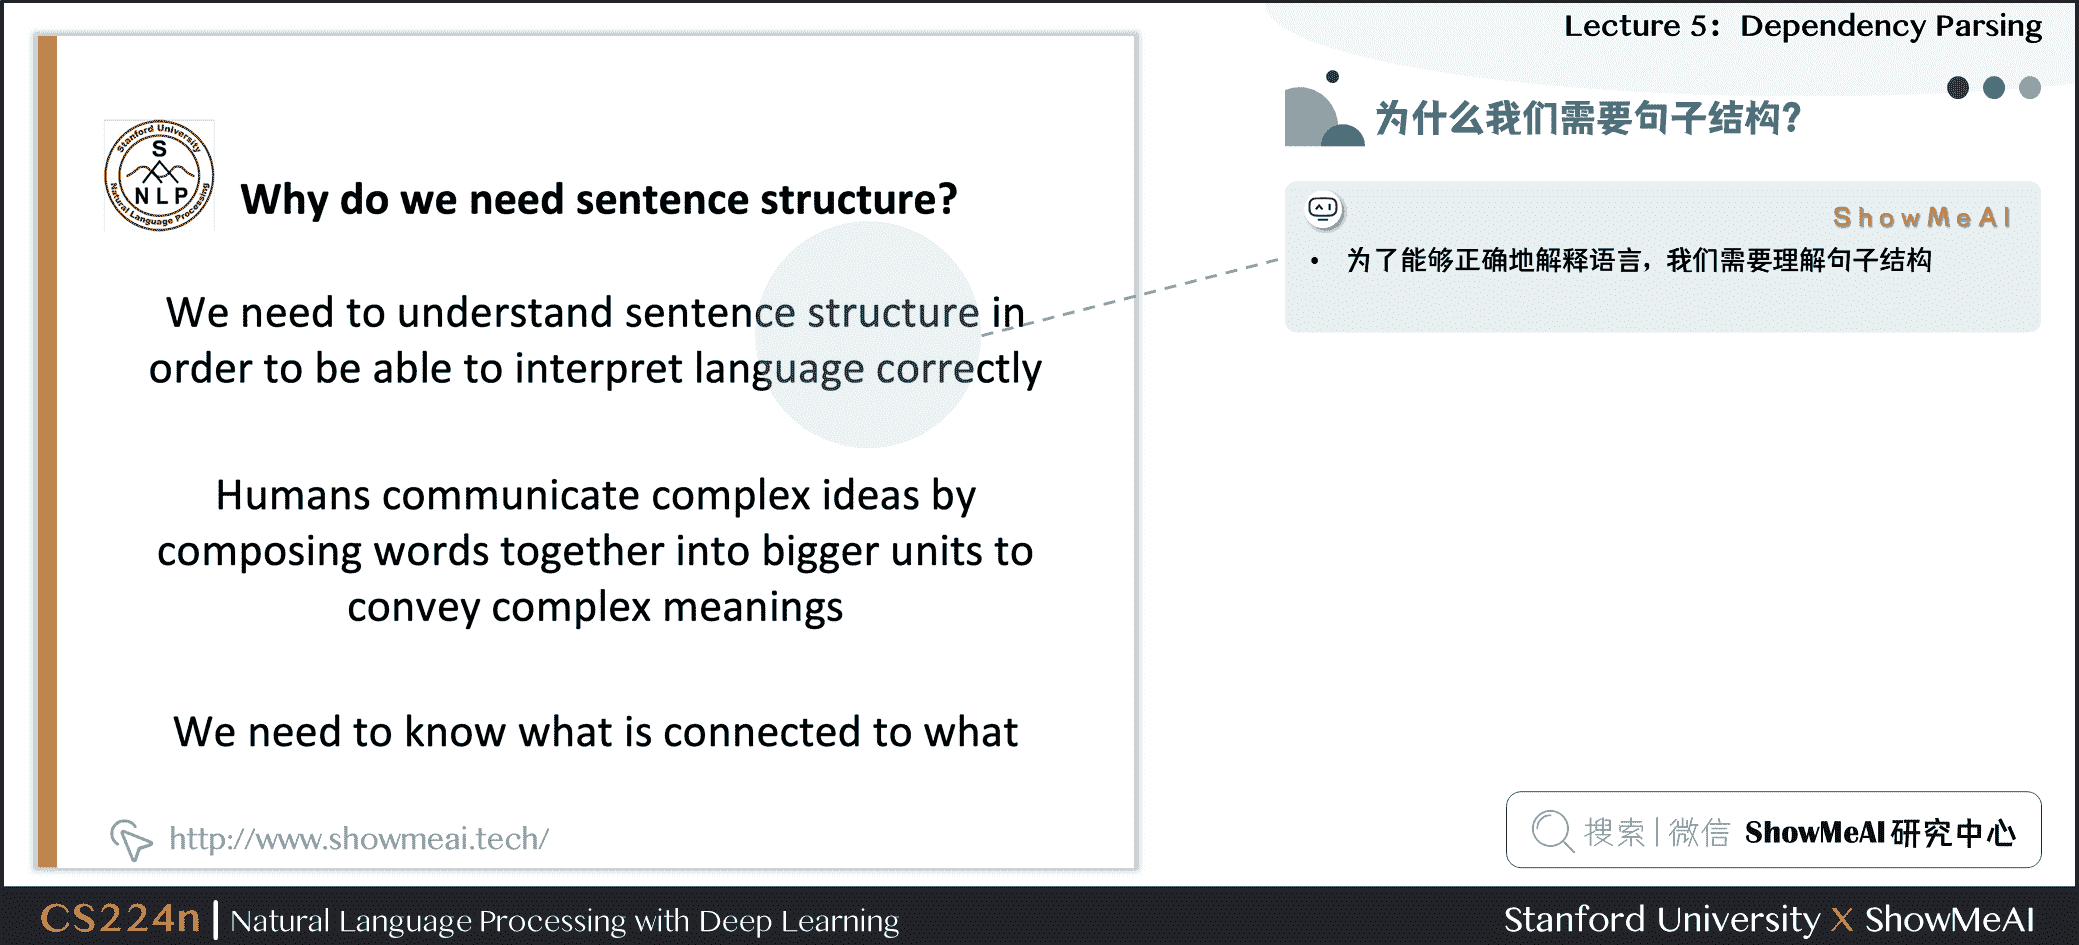 Lecture 5: Dependency Parsing
Stanford University
S
NLP
Natural Language Processing
Why do we need sentence structure?
We need to understand sentence structure in
order to be able to interpret language correctly
Humans communicate complex ideas by
composing words together into bigger units to
convey complex meanings
We need to know what is connected to what
http://www.showmeai.tech/
为什么我们需要句子结构?
ShowMeAI
• 为了能够正确地解释语言，我们需要理解句子结构
搜索|微信 ShowMeAI研究中心
CS224n | Natural Language Processing with Deep Learning
Stanford University X ShowMeAI